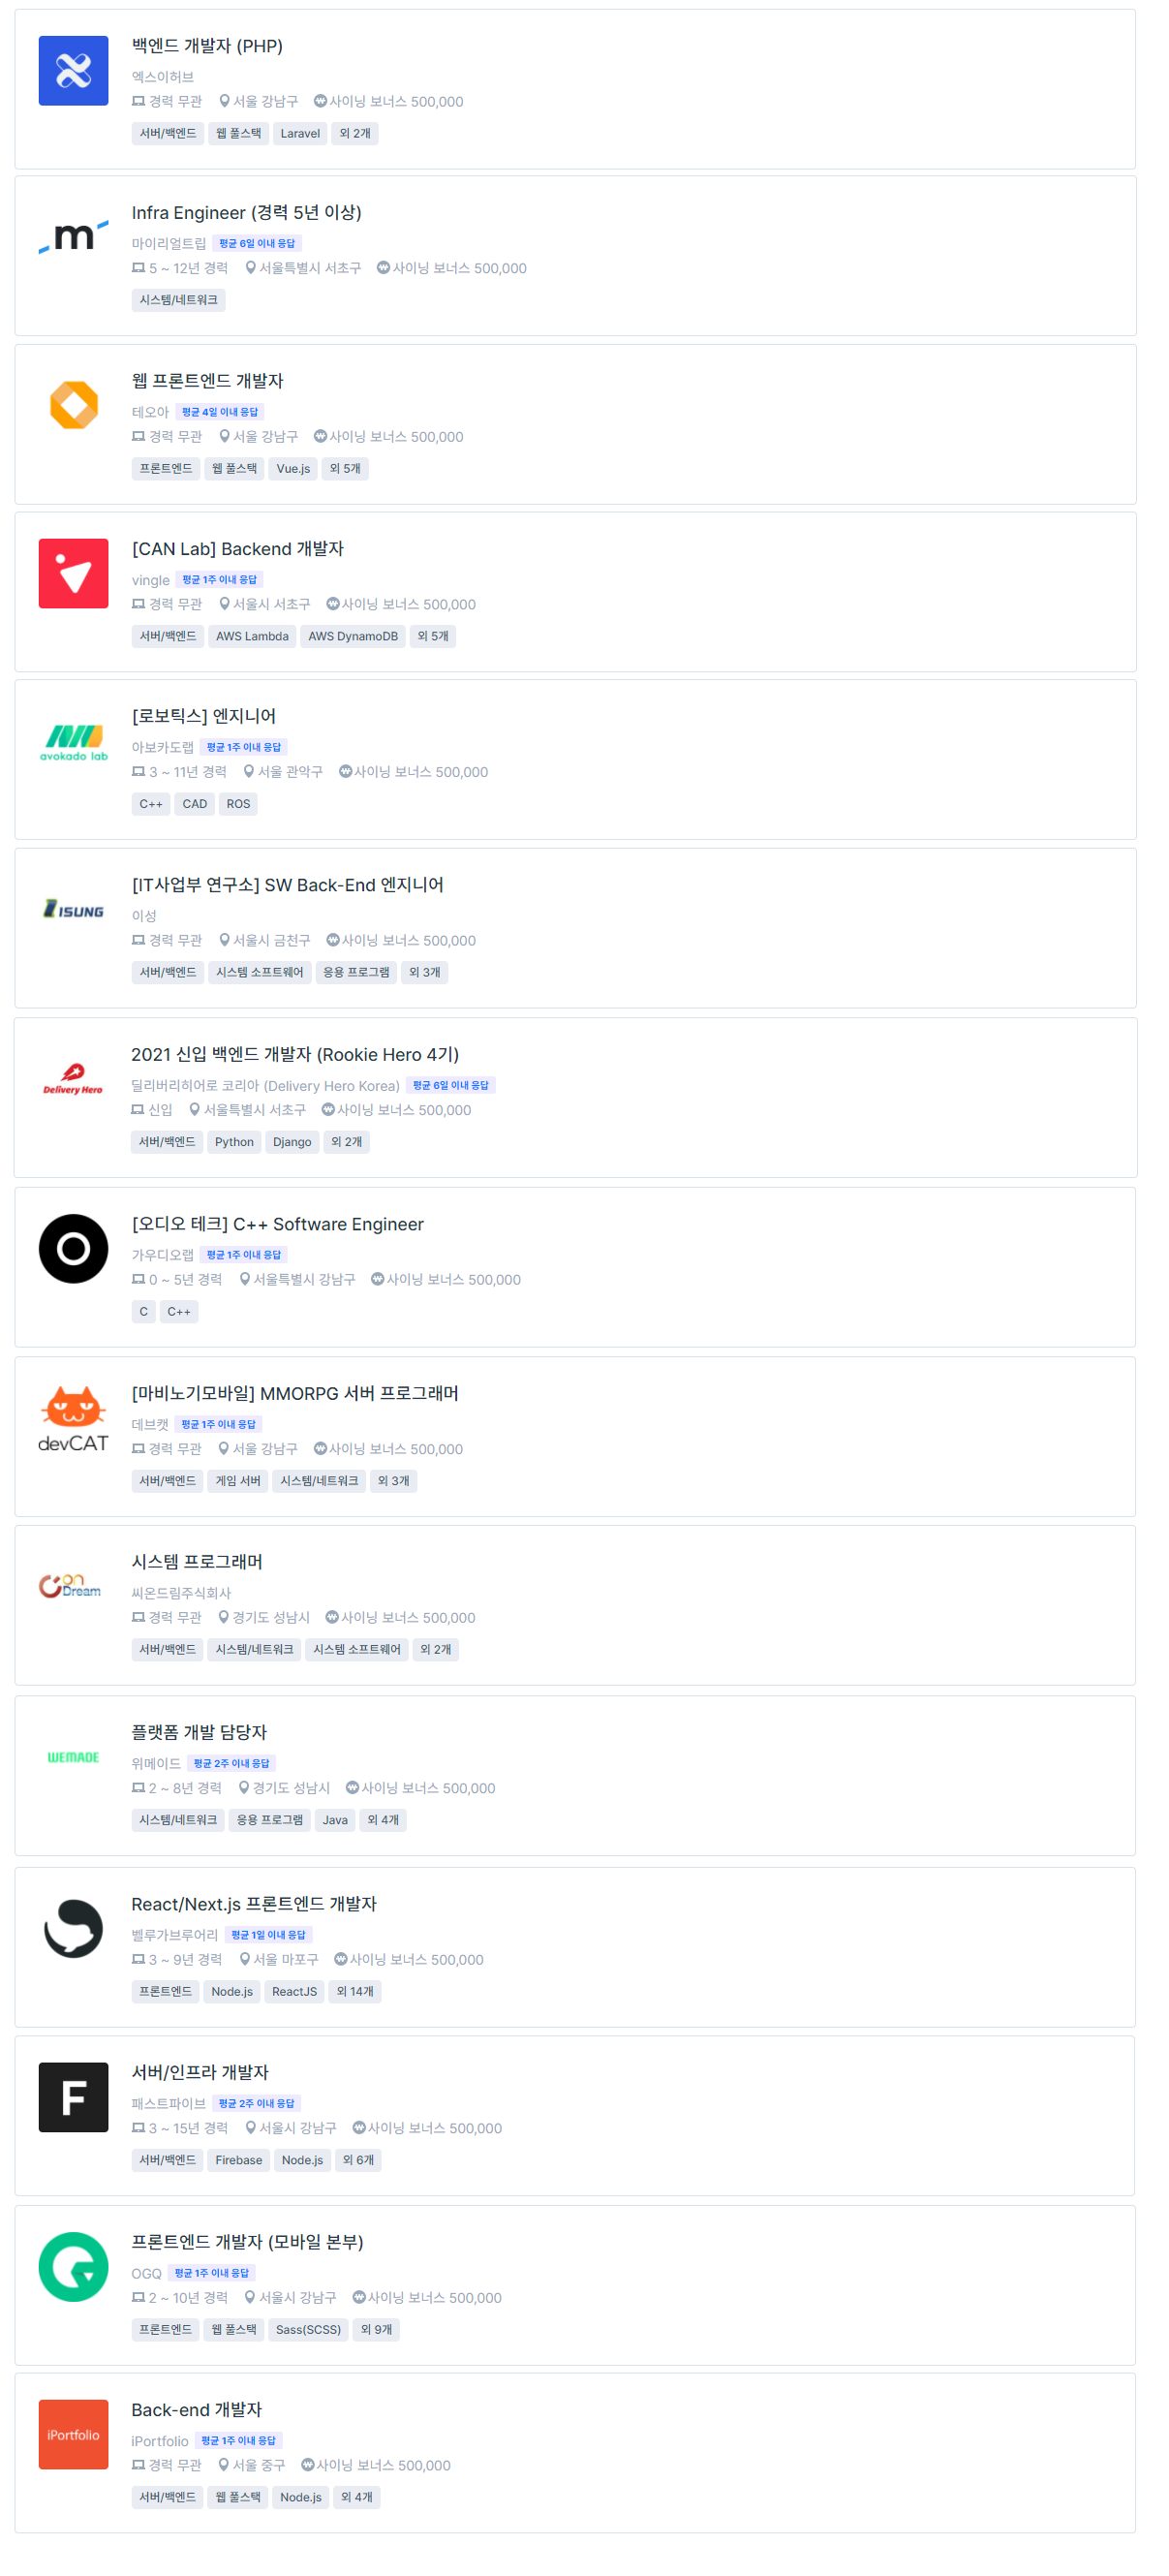 백엔드 개발자 (PHP)
엑스이허브
경력 무관 서울 강남구 사이닝 보너스 500,000
서버/백엔드 웹 풀스택 Laravel 외 2개
m
Infra Engineer (경력 5년 이상)
마이리얼트립 평균 6일 이내 응답
5 ~ 12년 경력 서울특별시 서초구 사이닝 보너스 500,000
시스템/네트워크
웹 프론트엔드 개발자
테오아 평균 4일 이내 응답
경력 무관 서울 강남구 사이닝 보너스 500,000
프론트엔드 웹 풀스택 Vue.js 외 5개
[CAN Lab] Backend 개발자
vingle 평균 1주 이내 응답
경력 무관 서울시 서초구 사이닝 보너스 500,000
서버/백엔드 AWS Lambda AWS DynamoDB 외 5개
avokado lab
[로보틱스] 엔지니어
아보카도랩 평균 1주 이내 응답
3 ~ 11년 경력 서울 관악구 사이닝 보너스 500,000
C++ CAD ROS
ISUNG
[IT사업부 연구소] SW Back-End 엔지니어
이성
경력 무관 서울시 금천구 사이닝 보너스 500,000
서버/백엔드 시스템 소프트웨어 응용 프로그램 외 3개
Delivery Hero
2021 신입 백엔드 개발자 (Rookie Hero 4기)
딜리버리히어로 코리아 (Delivery Hero Korea) 평균 6일 이내 응답
신입 서울특별시 서초구 사이닝 보너스 500,000
서버/백엔드 Python Django 외 2개
[오디오 테크] C++ Software Engineer
가우디오랩 평균 1주 이내 응답
0 ~ 5년 경력 서울특별시 강남구 사이닝 보너스 500,000
C C++
devCAT
[마비노기모바일] MMORPG 서버 프로그래머
데브캣 평균 1주 이내 응답
경력 무관 서울 강남구 사이닝 보너스 500,000
서버/백엔드 게임 서버 시스템/네트워크 외 3개
Con Dream
시스템 프로그래머
씨온드림주식회사
경력 무관 경기도 성남시 사이닝 보너스 500,000
서버/백엔드 시스템/네트워크 시스템 소프트웨어 외 2개
WEMADE
플랫폼 개발 담당자
위메이드 평균 2주 이내 응답
2 ~ 8년 경력 경기도 성남시 사이닝 보너스 500,000
시스템/네트워크 응용 프로그램 Java 외 4개
React/Next.js 프론트엔드 개발자
벨루가브루어리 평균 1일 이내 응답
3 ~ 9년 경력 서울 마포구 사이닝 보너스 500,000
프론트엔드 Node.js ReactJS 외 14개
F
서버/인프라 개발자
패스트파이브 평균 2주 이내 응답
3 ~ 15년 경력 서울시 강남구 사이닝 보너스 500,000
서버/백엔드 Firebase Node.js 외 6개
프론트엔드 개발자 (모바일 본부)
OGQ 평균 1주 이내 응답
2 ~ 10년 경력 서울시 강남구 사이닝 보너스 500,000
프론트엔드 웹 풀스택 Sass(SCSS) 외 9개
iPortfolio
Back-end 개발자
iPortfolio 평균 1주 이내 응답
경력 무관 서울 중구 사이닝 보너스 500,000
서버/백엔드 웹 풀스택 Node.js 외 4개